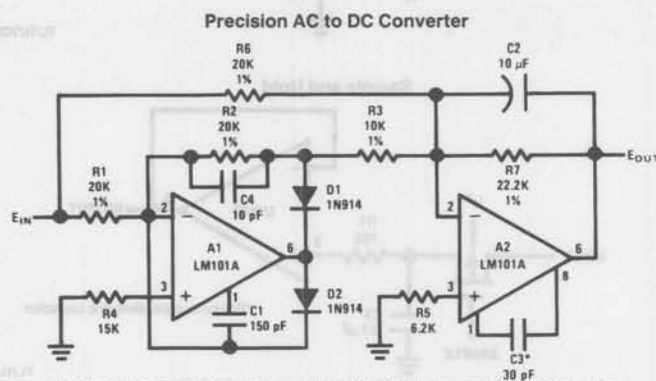 Precision AC to DC Converter
R6
20K
1%
C2
10 µF
R2
20K
1%
R3
10K
1%
R1
20K
1%
EIN
C4
10 pF
D1
1N914
R7
22.2K
1%
EOUT
2
A1
LM101A
6
3
1
R4
15K
C1
150 pF
D2
1N914
2
A2
LM101A
6
8
3
1
R5
6.2K
C3*
30 pF